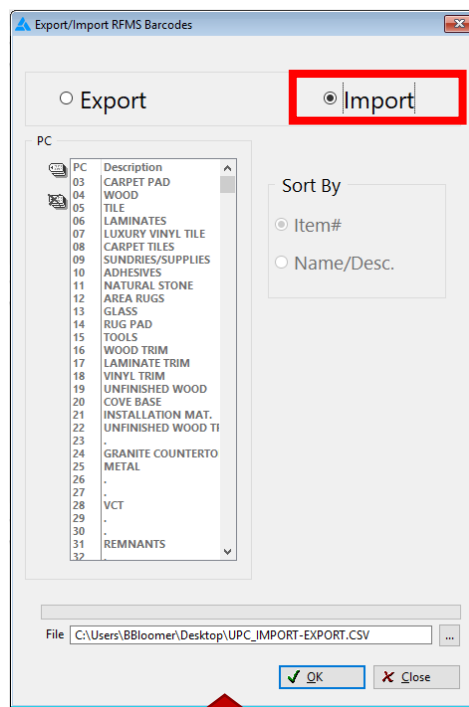 Export/Import RFMS Barcodes
Export
Import
PC
PC Description
03 CARPET PAD
04 WOOD
05 TILE
06 LAMINATES
07 LUXURY VINYL TILE
08 CARPET TILES
09 SUNDRIES/SUPPLIES
10 ADHESIVES
11 NATURAL STONE
12 AREA RUGS
13 GLASS
14 RUG PAD
15 TOOLS
16 WOOD TRIM
17 LAMINATE TRIM
18 VINYL TRIM
19 UNFINISHED WOOD
20 COVE BASE
21 INSTALLATION MAT.
22 UNFINISHED WOOD TI
23 .
24 GRANITE COUNTERTO
25 METAL
26 .
27 .
28 VCT
29 .
30 .
31 REMNANTS
32 .
Sort By
Item#
Name/Desc.
File C:\Users\BBloomer\Desktop\UPC_IMPORT-EXPORT.CSV ...
OK Close